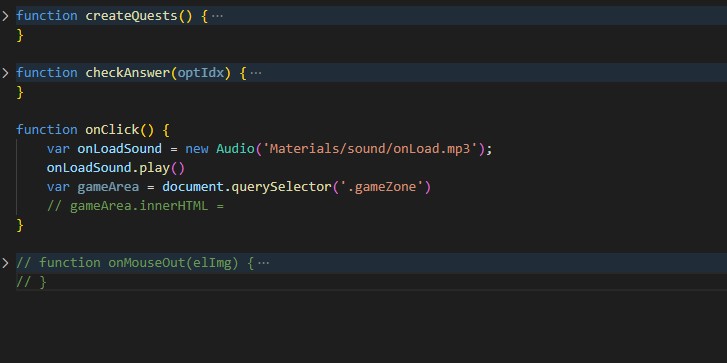 function createQuests() {···
}
function checkAnswer(optIdx) {···
}
function onClick() {
    var onLoadSound = new Audio('Materials/sound/onLoad.mp3');
    onLoadSound.play()
    var gameArea = document.querySelector('.gameZone')
    // gameArea.innerHTML =
}
// function onMouseOut(elImg) {···
// }